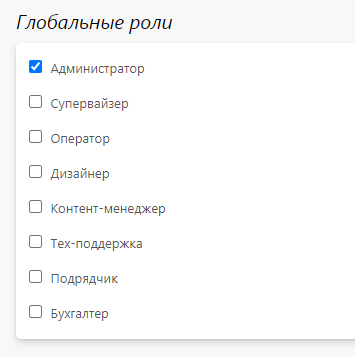 Глобальные роли
Администратор
Супервайзер
Оператор
Дизайнер
Контент-менеджер
Тех-поддержка
Подрядчик
Бухгалтер